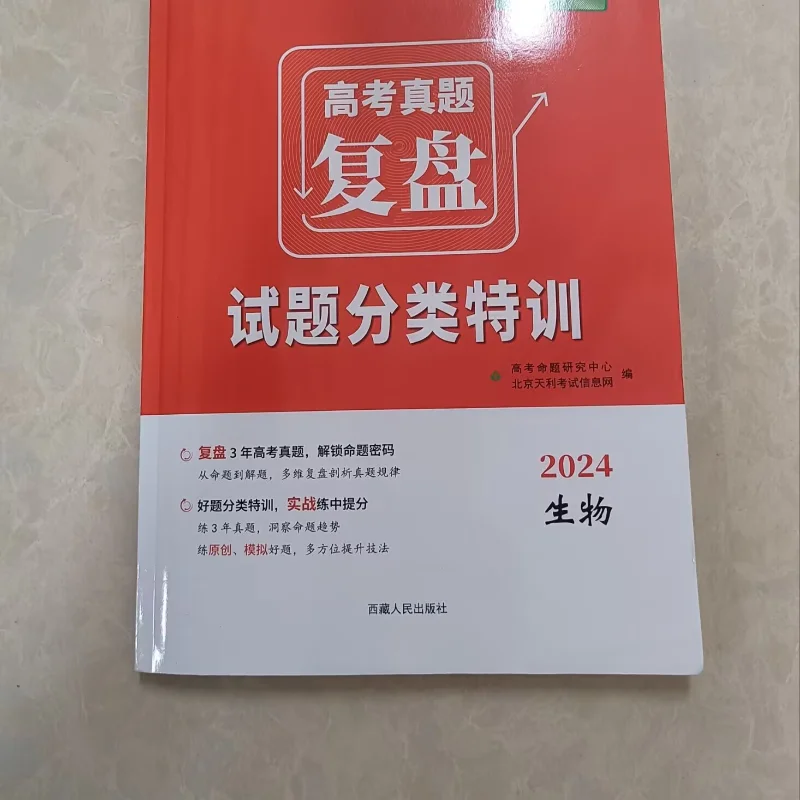 高考真题
复盘
试题分类特训
高考命题研究中心
北京天利考试信息网 编
复盘 3 年高考真题，解锁命题密码
从命题到解题，多维复盘剖析真题规律
好题分类特训，实战练中提分
练 3 年真题，洞察命题趋势
练原创、模拟好题，多方位提升技法
2024
生物
西藏人民出版社